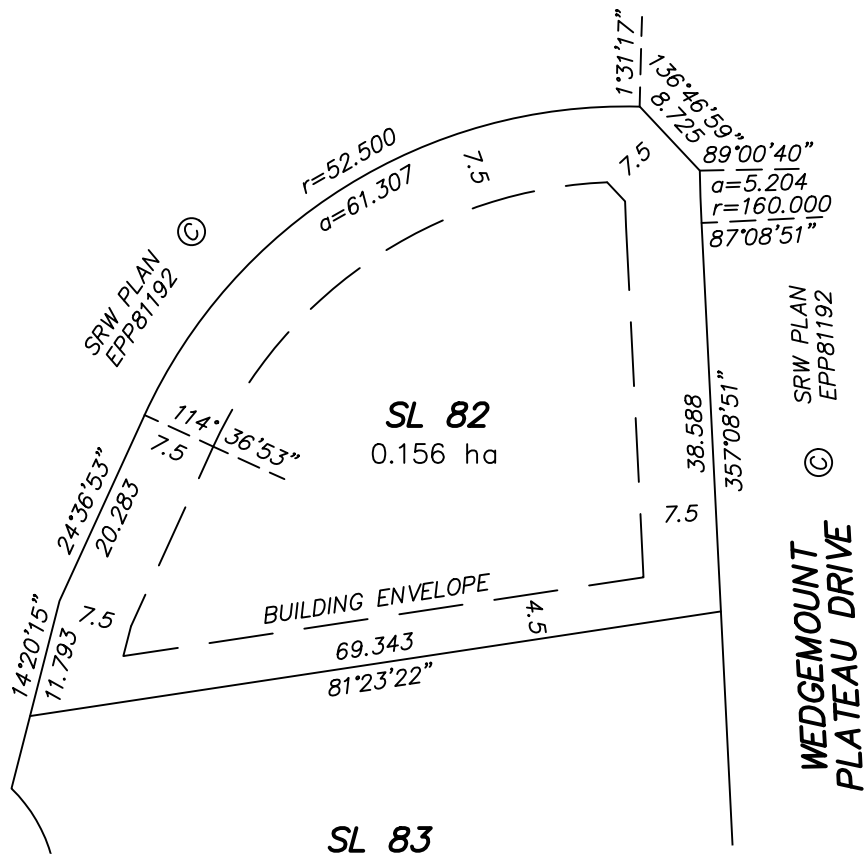 1°31'17"
136°46'59"
8.725
r=52.500
a=61.307
7.5
7.5
89°00'40"
a=5.204
r=160.000
87°08'51"
SRW PLAN
EPP81192
©
SRW PLAN
EPP81192
©
114° 36'53"
7.5
SL 82
0.156 ha
38.588
357°08'51"
24°36'53"
20.283
7.5
WEDGEMOUNT
PLATEAU DRIVE
BUILDING ENVELOPE
4.5
7.5
14°20'15"
11.793
69.343
81°23'22"
SL 83